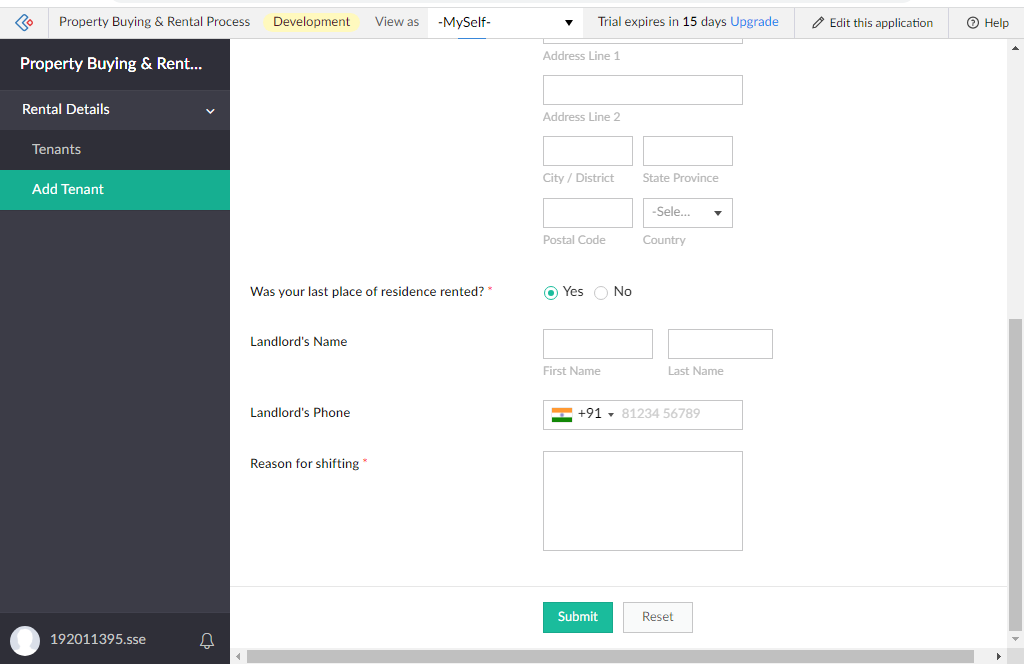 Property Buying & Rental Process Development View as -MySelf- Trial expires in 15 days Upgrade Edit this application Help
Property Buying & Rent...
Rental Details
Tenants
Add Tenant
Address Line 1
Address Line 2
City / District State Province
-Sele...
Postal Code Country
Was your last place of residence rented? * Yes No
Landlord's Name
First Name Last Name
Landlord's Phone +91 81234 56789
Reason for shifting *
Submit Reset
192011395.sse